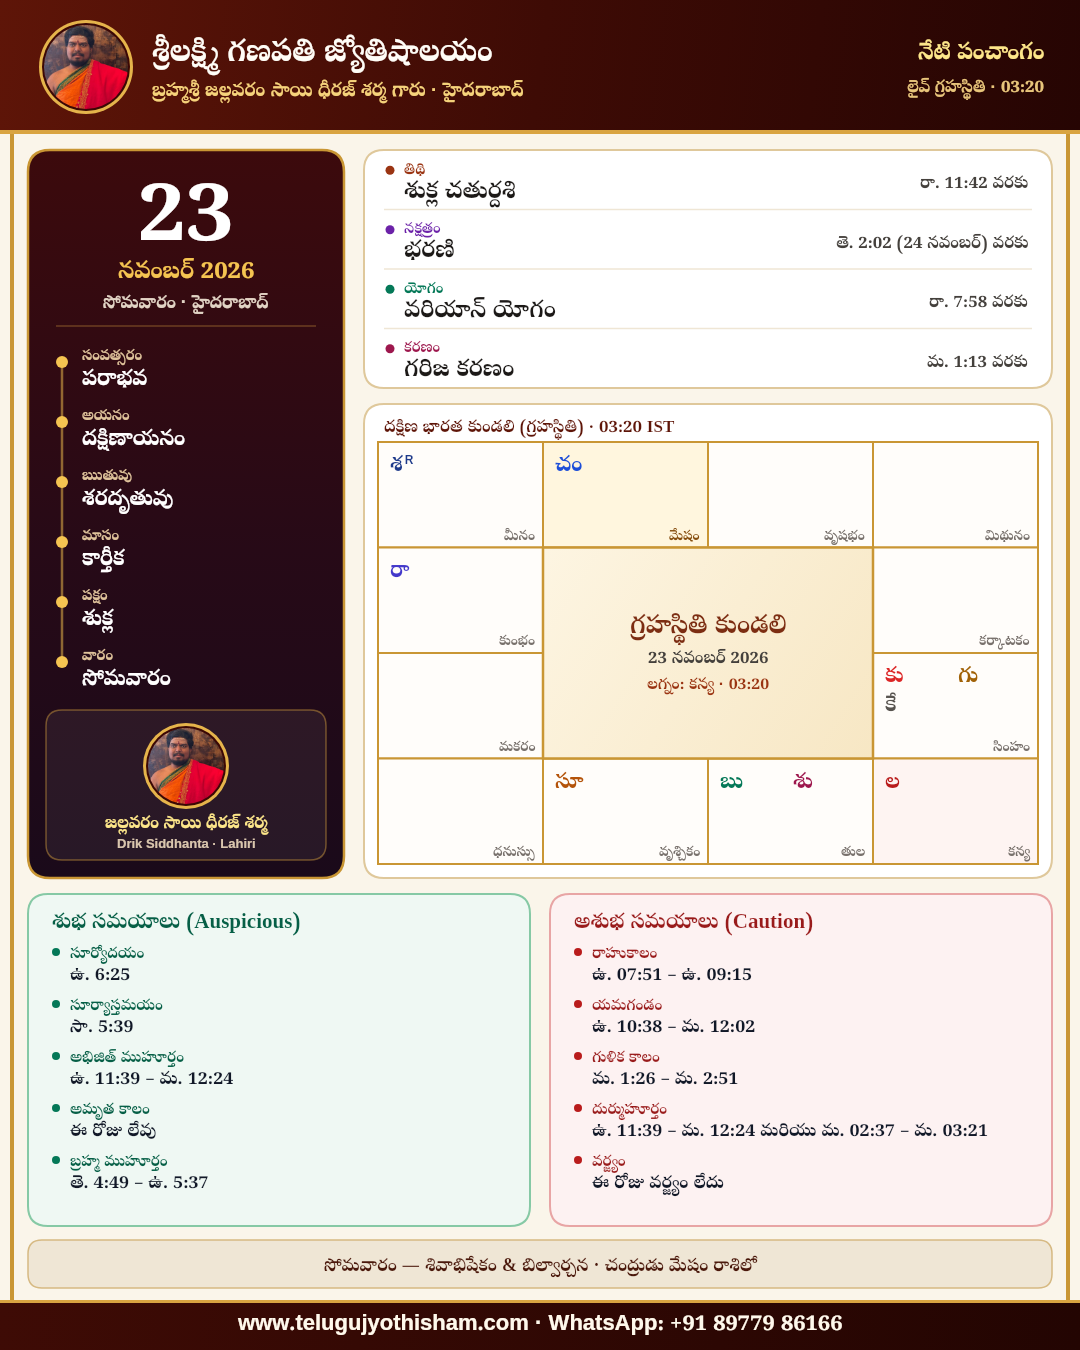 శ్రీలక్ష్మి గణపతి జ్యోతిషాలయం
బ్రహ్మశ్రీ జల్లవరం సాయి ధీరజ్ శర్మ గారు · హైదరాబాద్
నేటి పంచాంగం
లైవ్ గ్రహస్థితి · 03:20
23
నవంబర్ 2026
సోమవారం · హైదరాబాద్
సంవత్సరం
పరాభవ
అయనం
దక్షిణాయనం
ఋతువు
శరదృతువు
మాసం
కార్తీక
పక్షం
శుక్ల
వారం
సోమవారం
జల్లవరం సాయి ధీరజ్ శర్మ
Drik Siddhanta · Lahiri
తిథి
శుక్ల చతుర్దశి
రా. 11:42 వరకు
నక్షత్రం
భరణి
తె. 2:02 (24 నవంబర్) వరకు
యోగం
వరియాన్ యోగం
రా. 7:58 వరకు
కరణం
గరిజ కరణం
మ. 1:13 వరకు
దక్షిణ భారత కుండలి (గ్రహస్థితి) · 03:20 IST
శᴿ
మీనం
చం
మేషం
వృషభం
మిథునం
రా
కుంభం
గ్రహస్థితి కుండలి
23 నవంబర్ 2026
లగ్నం: కన్య · 03:20
కర్కాటకం
మకరం
కు గు
కే
సింహం
ధనుస్సు
సూ
వృశ్చికం
బు శు
తుల
ల
కన్య
శుభ సమయాలు (Auspicious)
సూర్యోదయం
ఉ. 6:25
సూర్యాస్తమయం
సా. 5:39
అభిజిత్ ముహూర్తం
ఉ. 11:39 – మ. 12:24
అమృత కాలం
ఈ రోజు లేవు
బ్రహ్మ ముహూర్తం
తె. 4:49 – ఉ. 5:37
అశుభ సమయాలు (Caution)
రాహుకాలం
ఉ. 07:51 – ఉ. 09:15
యమగండం
ఉ. 10:38 – మ. 12:02
గుళిక కాలం
మ. 1:26 – మ. 2:51
దుర్ముహూర్తం
ఉ. 11:39 – మ. 12:24 మరియు మ. 02:37 – మ. 03:21
వర్జ్యం
ఈ రోజు వర్జ్యం లేదు
సోమవారం — శివాభిషేకం & బిల్వార్చన · చంద్రుడు మేషం రాశిలో
www.telugujyothisham.com · WhatsApp: +91 89779 86166